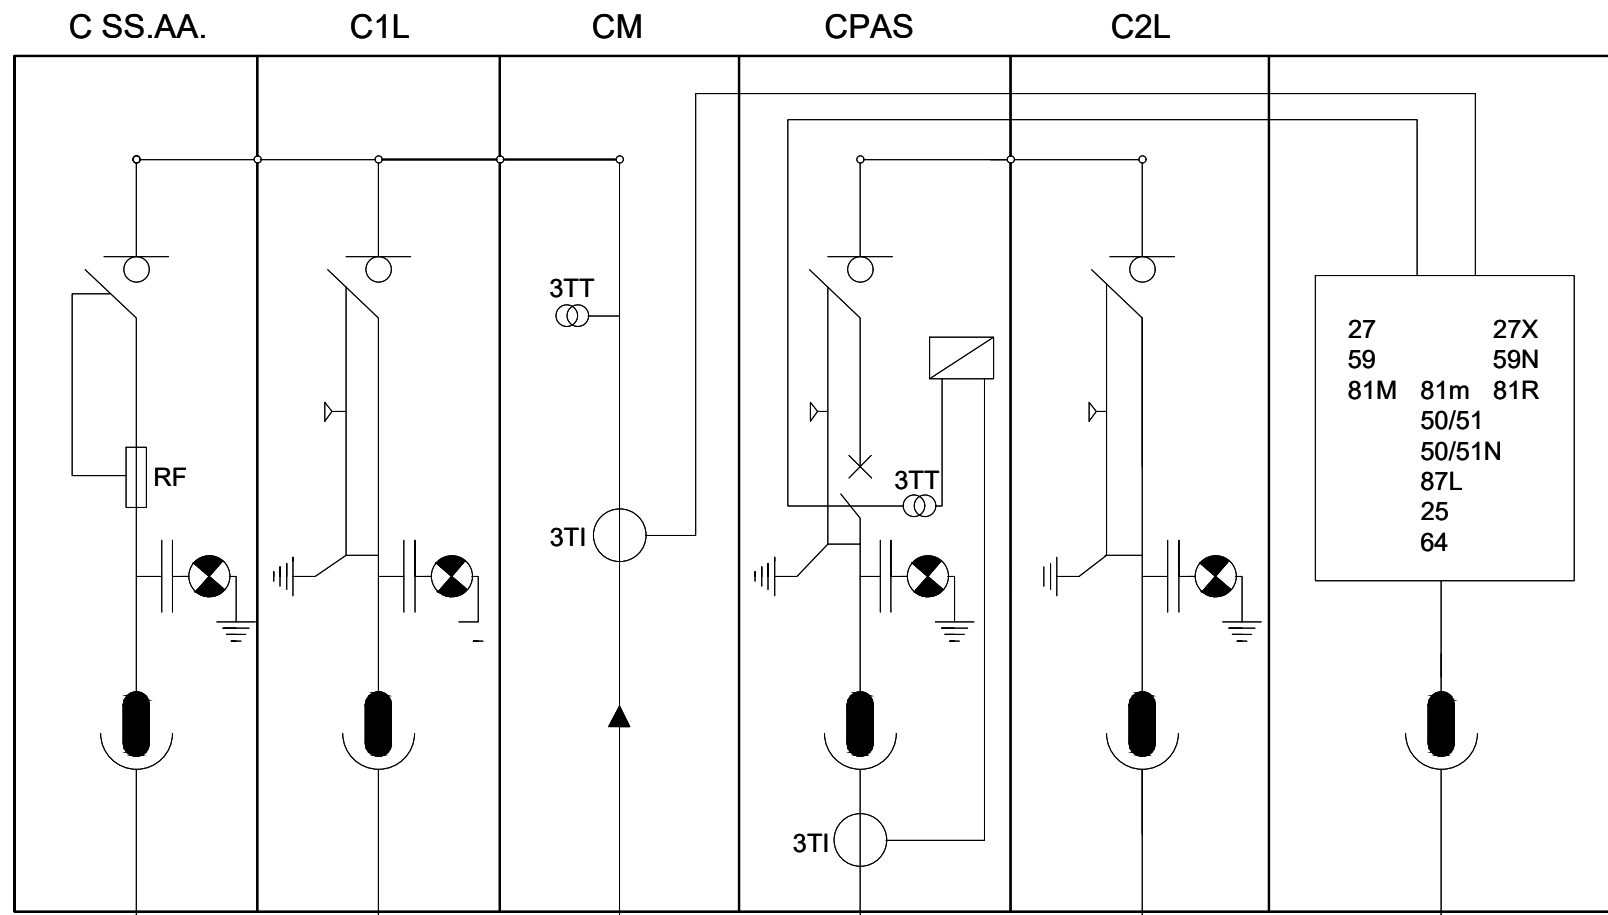 C SS.AA. C1L CM CPAS C2L
3TT
27 27X
59 59N
81M 81m 81R
50/51
50/51N
RF 3TT
87L
25
3TI
64
3TI